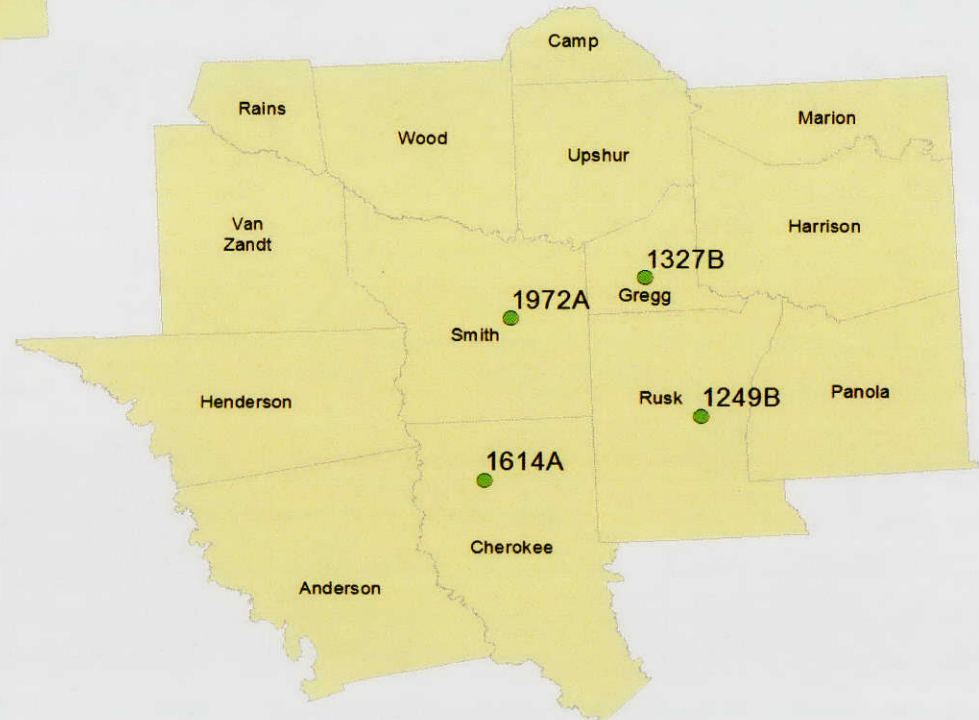 Camp
Rains
Marion
Wood
Upshur
Van
Zandt
Harrison
1327B
Gregg
1972A
Smith
Henderson
Rusk
1249B
Panola
1614A
Cherokee
Anderson